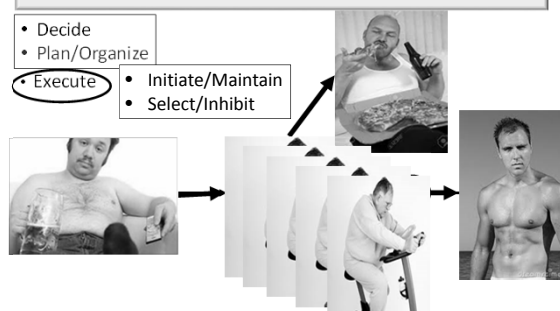 • Decide
• Plan/Organize
• Execute
• Initiate/Maintain
• Select/Inhibit